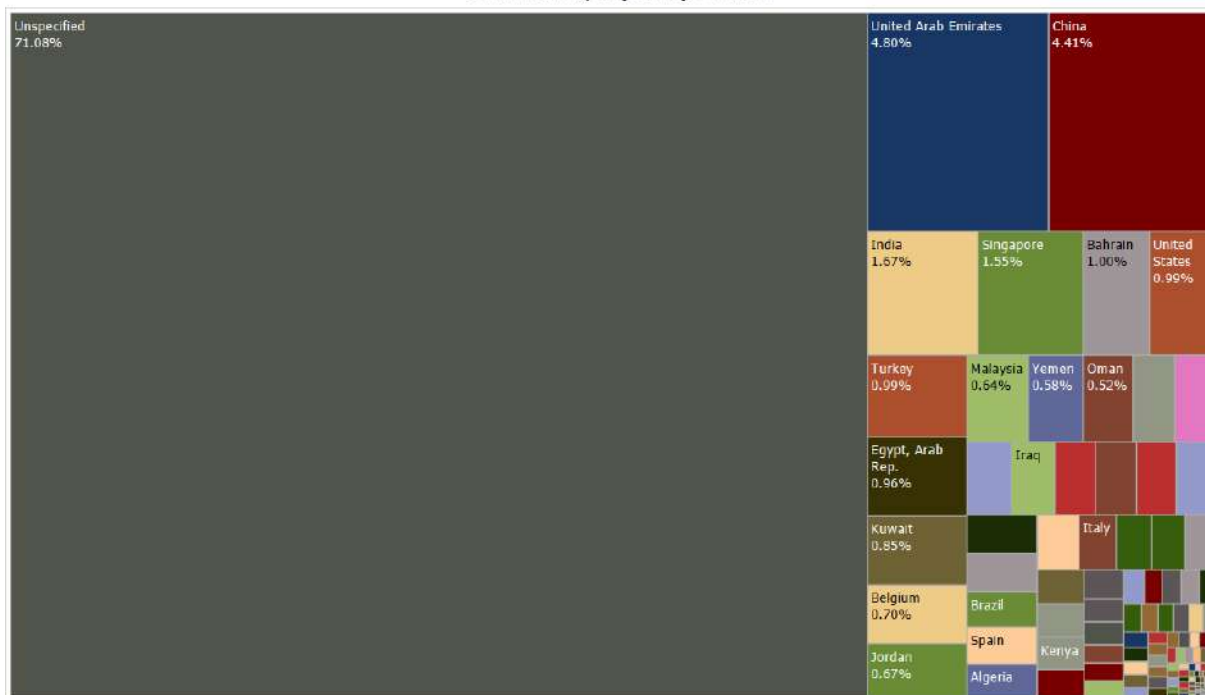 Unspecified
71.08%
United Arab Emirates
4.80%
China
4.41%
India
1.67%
Singapore
1.55%
Bahrain
1.00%
United
States
0.99%
Turkey
0.99%
Malaysia
0.64%
Yemen
0.58%
Oman
0.52%
Egypt, Arab
Rep.
0.96%
Iraq
Kuwait
0.85%
Italy
Belgium
0.70%
Brazil
Spain
Jordan
0.67%
Kenya
Algeria